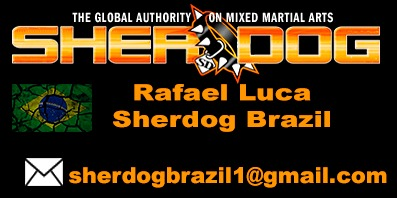 THE GLOBAL AUTHORITY ON MIXED MARTIAL ARTS
SHERDOG
Rafael Luca
Sherdog Brazil
sherdogbrazil1@gmail.com